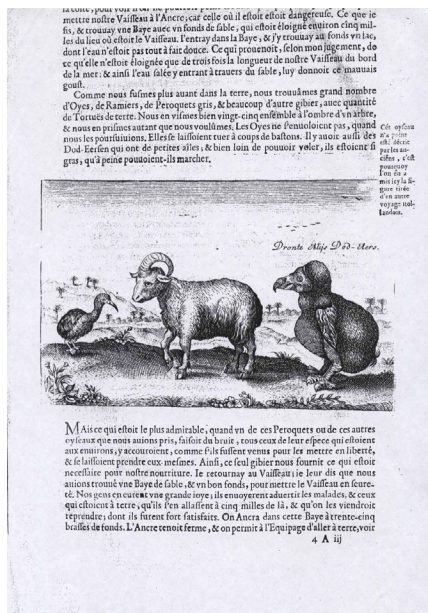 la coste, pour voir
mettre nostre Vaisseau à l'Ancre; car celle où il estoit estoit dangereuse. Ce que je
fis, & trouvay vne Baye avec vn fonds de sable, qui estoit éloignée environ cinq mil-
les du lieu où estoit le Vaisseau. I'entray dans la Baye, & j'y trouvay au fonds vn lac,
dont l'eau n'estoit pas tout à fait douce. Ce qui prouenoit, selon mon jugement, de
ce qu'elle n'estoit éloignée que de trois fois la longueur de nostre Vaisseau du bord
de la mer: & ainsi l'eau salée y entrant à travers du sable, luy donnoit ce mauvais
goust.
Comme nous fusmes plus auant dans la terre, nous trouuâmes grand nombre
d'Oyes, de Ramiers, de Peroquets gris, & beaucoup d'autre gibier, auec quantité
de Tortuës de terre. Nous en vismes bien vingt-cinq ensemble à l'ombre d'vn arbre,
& nous en prismes autant que nous voulûmes. Les Oyes ne s'enuoloient pas, quand
nous les poursuivions. Elles se laissoient tuer à coups de bastons. Il y auoit aussi des
Dod-Eersen qui ont de petites ailes; & bien loin de pouuoir voler, ils estoient si
gras, qu'à peine pouuoient-ils marcher.
Cét oyseau
n'a point
esté décrit
par les an-
ciens, c'est
pourquoy
l'on en a
mis icy la fi-
gure tirée
d'vn autre
voyage Hol-
landois.
Dronte alijs Dod-Aers.
MAis ce qui estoit le plus admirable, quand vn de ces Peroquets ou de ces autres
oyseaux que nous auions pris, faisoit du bruit, tous ceux de leur espece qui estoient
aux environs, y accouroient, comme s'ils fussent venus pour les mettre en liberté,
& se laissoient prendre eux-mesmes. Ainsi, ce seul gibier nous fournit ce qui estoit
necessaire pour nostre nourriture. Ie retournay au Vaisseau; ie leur dis que nous
auions trouué vne Baye de sable, & vn bon fonds, pour mettre le Vaisseau en seure-
té. Nos gens en eurent vne grande joye; ils enuoyerent aduertir les malades, & ceux
qui estoient à terre, qu'ils s'en allassent à cinq milles de là, & qu'on les viendroit
reprendre; dont ils furent fort satisfaits. On Ancra dans cette Baye à trente-cinq
brasses de fonds. L'Ancre tenoit ferme, & on permit à l'Equipage d'aller à terre, voir
4 A iij